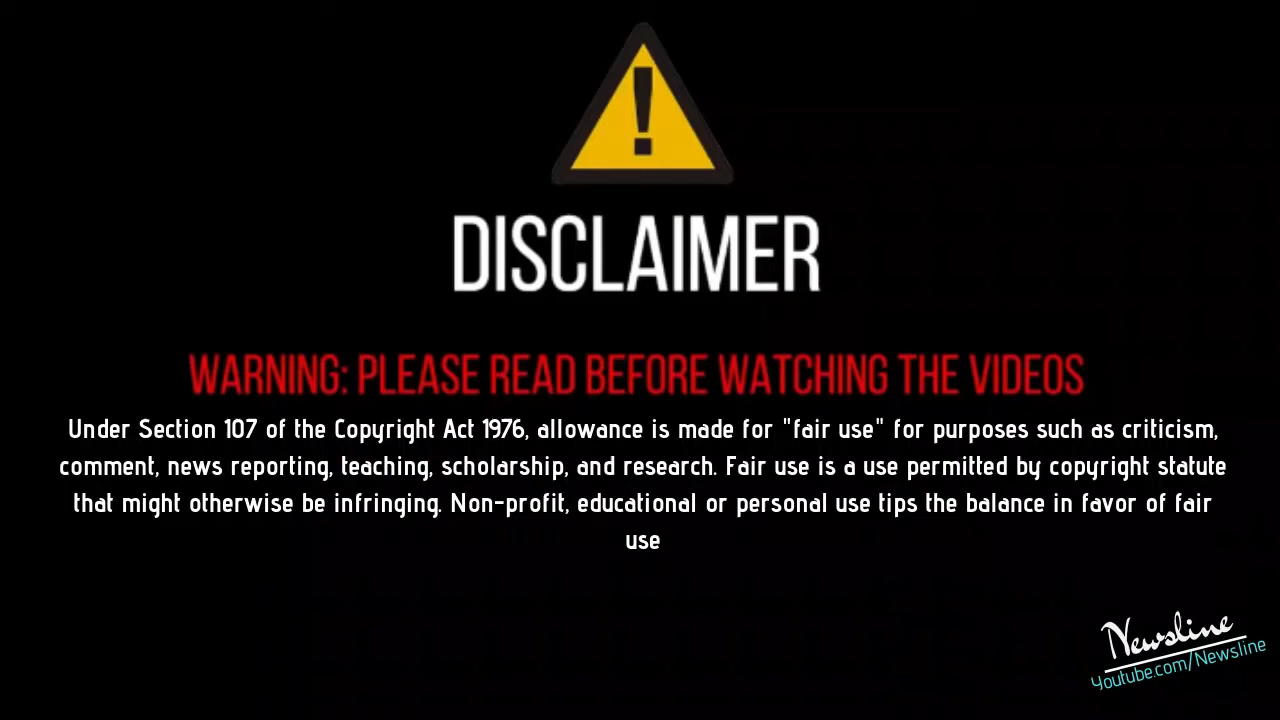 DISCLAIMER
WARNING: PLEASE READ BEFORE WATCHING THE VIDEOS
Under Section 107 of the Copyright Act 1976, allowance is made for "fair use" for purposes such as criticism,
comment, news reporting, teaching, scholarship, and research. Fair use is a use permitted by copyright statute
that might otherwise be infringing. Non-profit, educational or personal use tips the balance in favor of fair
use
Newsline
Youtube.com/Newsline